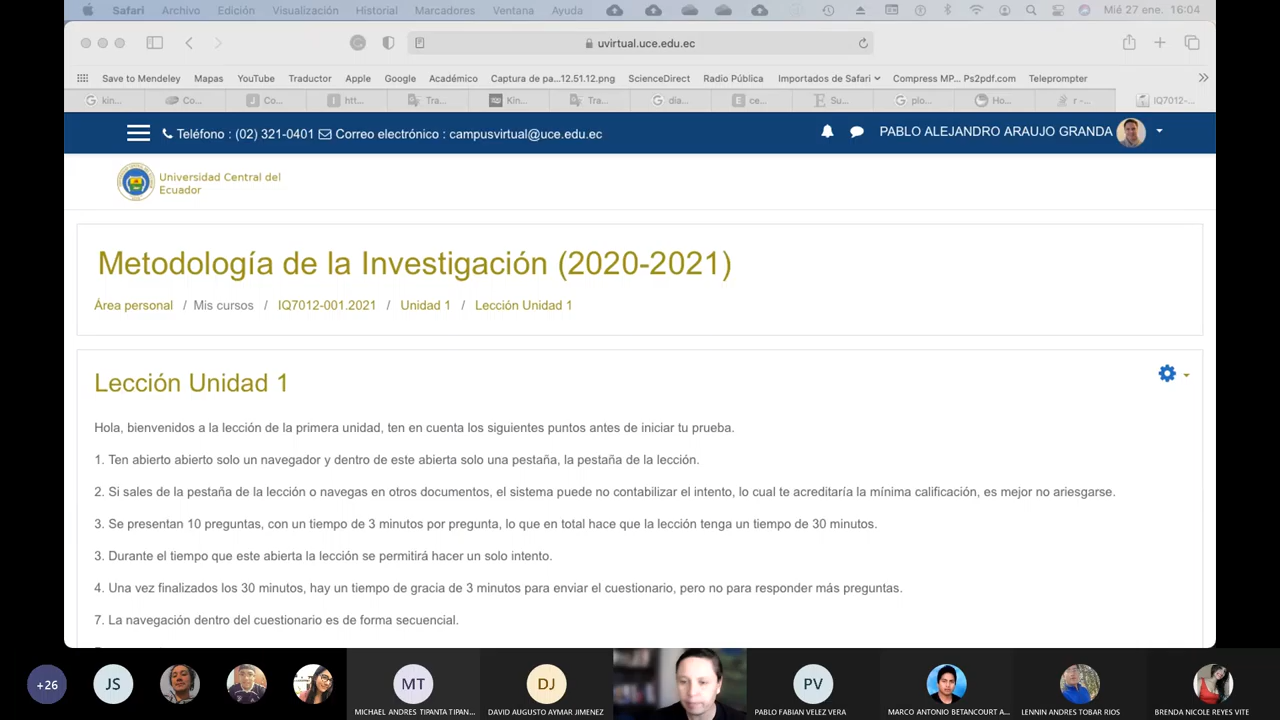 Safari Archivo Edición Visualización Historial Marcadores Ventana Ayuda Mié 27 ene. 16:04
uvirtual.uce.edu.ec
Save to Mendeley Mapas YouTube Traductor Apple Google Académico Captura de pa...12.51.12.png ScienceDirect Radio Pública Importados de Safari Compress MP... Ps2pdf.com Teleprompter
kin... Co... Co... htt... Tra... Kin... Tra... dia... ce... Su... plo... Ho... r -... IQ7012-...
Teléfono : (02) 321-0401 Correo electrónico : campusvirtual@uce.edu.ec PABLO ALEJANDRO ARAUJO GRANDA
Universidad Central del
Ecuador
Metodología de la Investigación (2020-2021)
Área personal / Mis cursos / IQ7012-001.2021 / Unidad 1 / Lección Unidad 1
Lección Unidad 1
Hola, bienvenidos a la lección de la primera unidad, ten en cuenta los siguientes puntos antes de iniciar tu prueba.
1. Ten abierto abierto solo un navegador y dentro de este abierta solo una pestaña, la pestaña de la lección.
2. Si sales de la pestaña de la lección o navegas en otros documentos, el sistema puede no contabilizar el intento, lo cual te acreditaría la mínima calificación, es mejor no ariesgarse.
3. Se presentan 10 preguntas, con un tiempo de 3 minutos por pregunta, lo que en total hace que la lección tenga un tiempo de 30 minutos.
3. Durante el tiempo que este abierta la lección se permitirá hacer un solo intento.
4. Una vez finalizados los 30 minutos, hay un tiempo de gracia de 3 minutos para enviar el cuestionario, pero no para responder más preguntas.
7. La navegación dentro del cuestionario es de forma secuencial.
+26 JS MT DJ PV
MICHAEL ANDRES TIPANTA TIPAN... DAVID AUGUSTO AYMAR JIMENEZ PABLO FABIAN VELEZ VERA MARCO ANTONIO BETANCOURT A... LENNIN ANDRES TOBAR RIOS BRENDA NICOLE REYES VITE